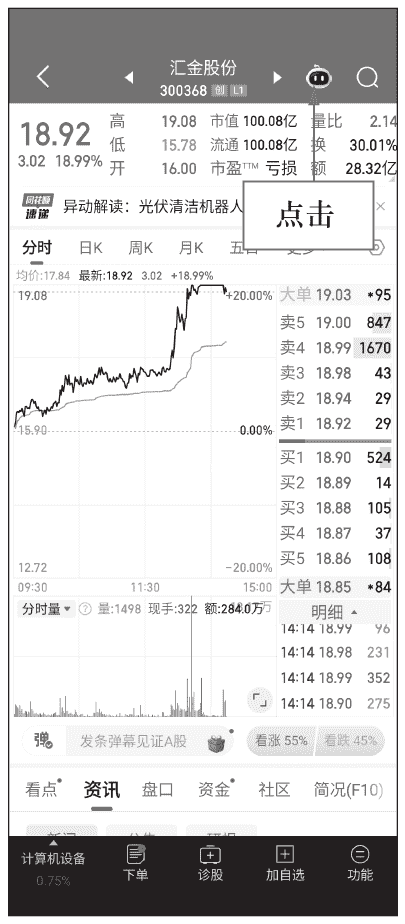 汇金股份
300368 创 L1
18.92
3.02 18.99%
高 19.08 市值 100.08亿 量比 2.14
低 15.78 流通 100.08亿 换 30.01%
开 16.00 市盈™ 亏损 额 28.32亿
同花顺
速递
异动解读：光伏清洁机器人
点击
分时 日K 周K 月K 五日 更多
均价:17.84 最新:18.92 3.02 +18.99%
19.08 +20.00%
15.90 0.00%
12.72 -20.00%
09:30 11:30 15:00
大单 19.03 *95
卖5 19.00 847
卖4 18.99 1670
卖3 18.98 43
卖2 18.94 29
卖1 18.92 29
买1 18.90 524
买2 18.89 14
买3 18.88 105
买4 18.87 37
买5 18.86 108
大单 18.85 *84
明细
分时量 量:1498 现手:322 额:284.0万
14:14 18.99 96
14:14 18.98 231
14:14 18.99 352
14:14 18.90 275
弹 发条弹幕见证A股 看涨 55% 看跌 45%
看点 资讯 盘口 资金 社区 简况(F10)
新闻 公告 研报
计算机设备
0.75%
下单 诊股 加自选 功能